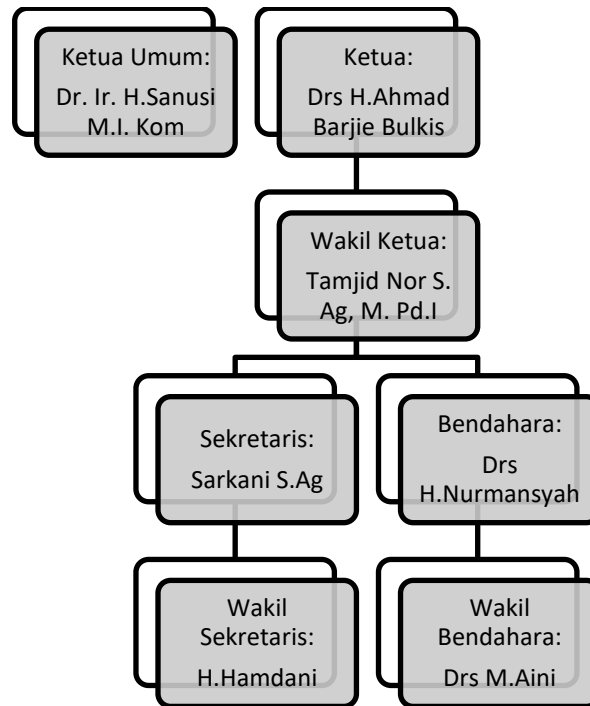 Ketua Umum:
Dr. Ir. H.Sanusi
M.I. Kom
Ketua:
Drs H.Ahmad
Barjie Bulkis
Wakil Ketua:
Tamjid Nor S.
Ag, M. Pd.I
Sekretaris:
Sarkani S.Ag
Bendahara:
Drs
H.Nurmansyah
Wakil
Sekretaris:
H.Hamdani
Wakil
Bendahara:
Drs M.Aini